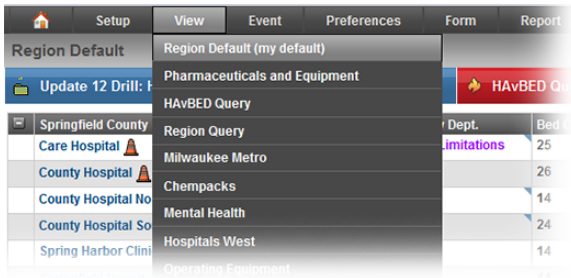 Setup View Event Preferences Form Report
Region Default
Region Default (my default)
Pharmaceuticals and Equipment
HAvBED Query
Region Query
Milwaukee Metro
Chempacks
Mental Health
Hospitals West
Operating Equipment
Update 12 Drill: HAvBED Qu
Springfield County Dept. Bed C
Care Hospital Limitations 25
County Hospital 26
County Hospital No 14
County Hospital So 24
Spring Harbor Clini 14